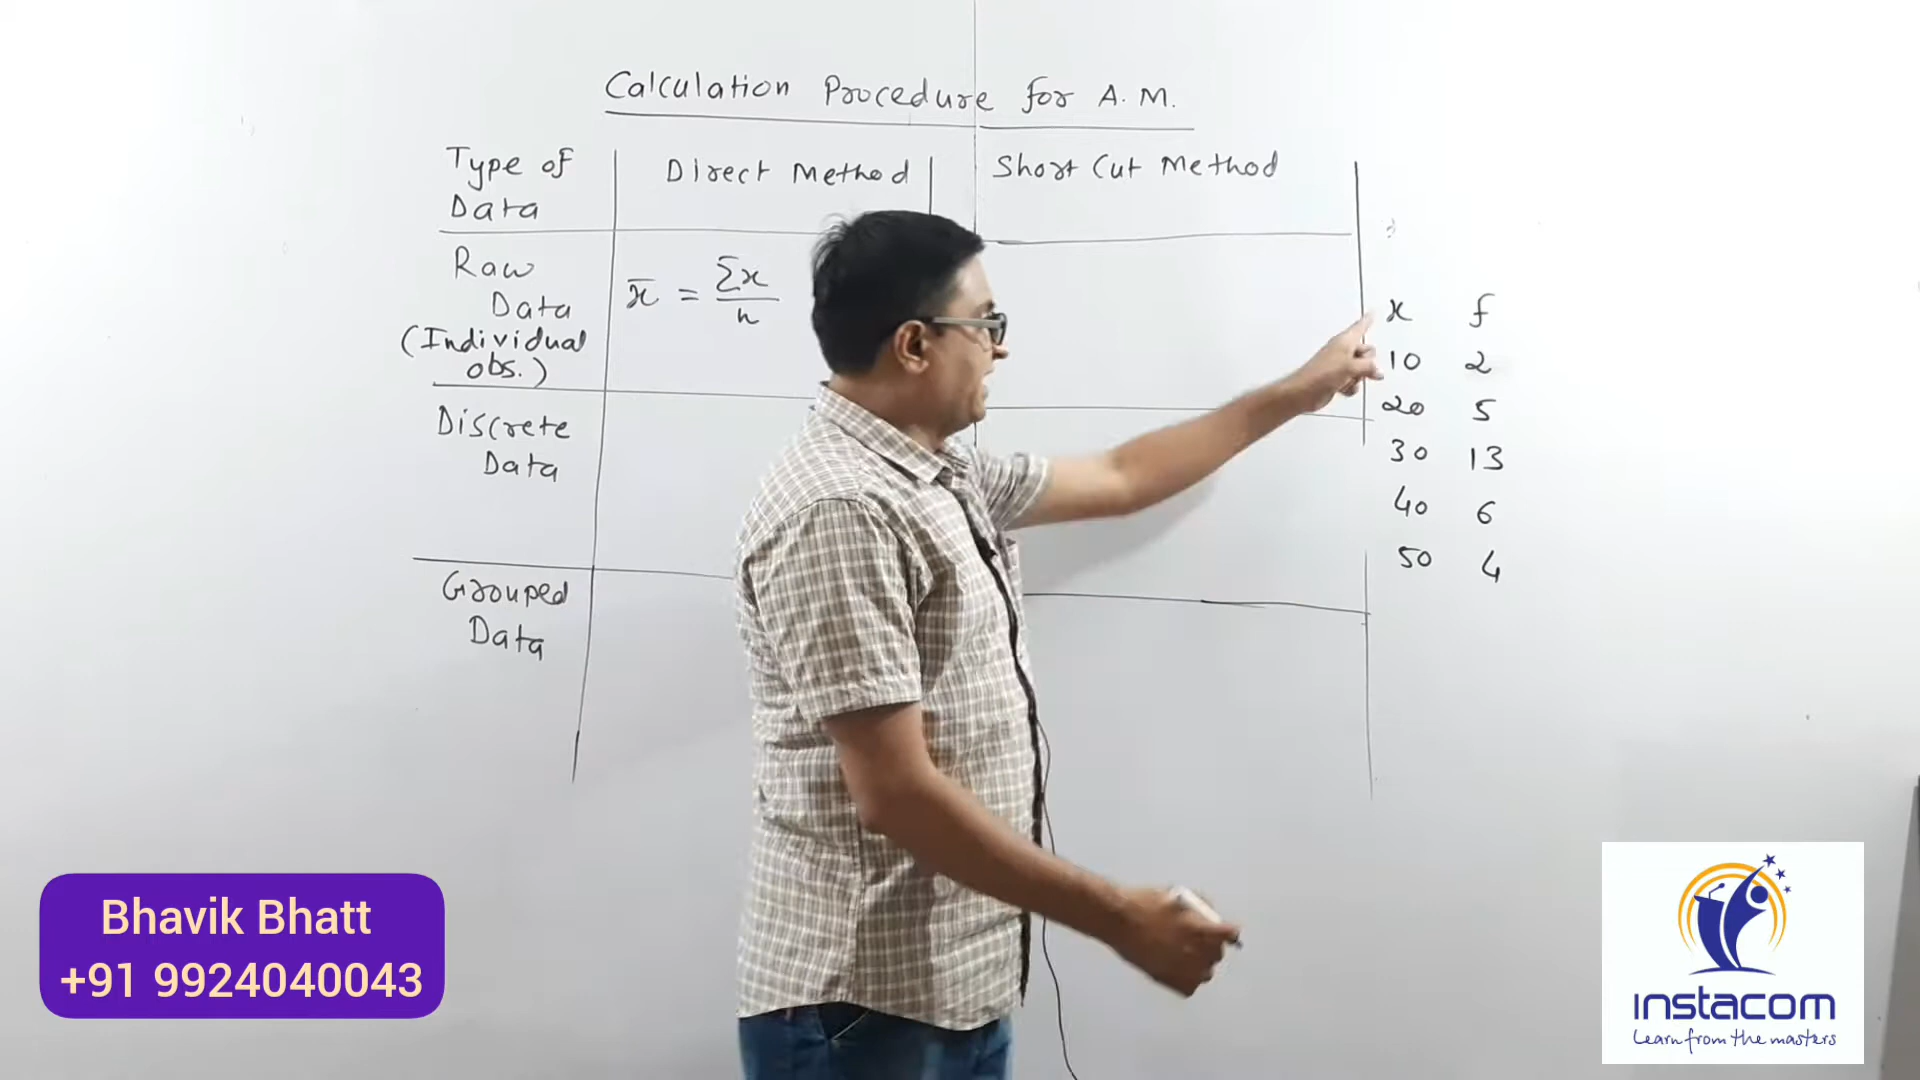 Calculation Procedure for A.M.
Type of Data
Direct Method
Short Cut Method
Raw Data
(Individual obs.)
x̄ = Σx / n
Discrete Data
Grouped Data
x f
10 2
20 5
30 13
40 6
50 4
Bhavik Bhatt
+91 9924040043
instacom
Learn from the masters